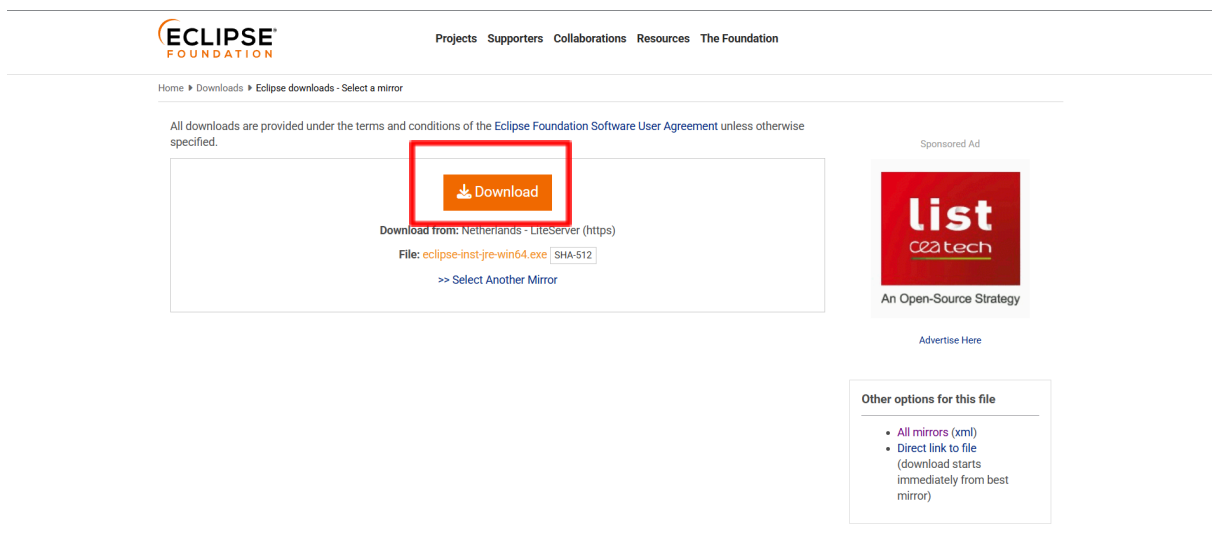 ECLIPSE
FOUNDATION
Projects Supporters Collaborations Resources The Foundation
Home Downloads Eclipse downloads - Select a mirror
All downloads are provided under the terms and conditions of the Eclipse Foundation Software User Agreement unless otherwise
specified.
Download
Download from: Netherlands - LiteServer (https)
File: eclipse-inst-jre-win64.exe SHA-512
>> Select Another Mirror
Sponsored Ad
list
ceatech
An Open-Source Strategy
Advertise Here
Other options for this file
All mirrors (xml)
Direct link to file
(download starts
immediately from best
mirror)